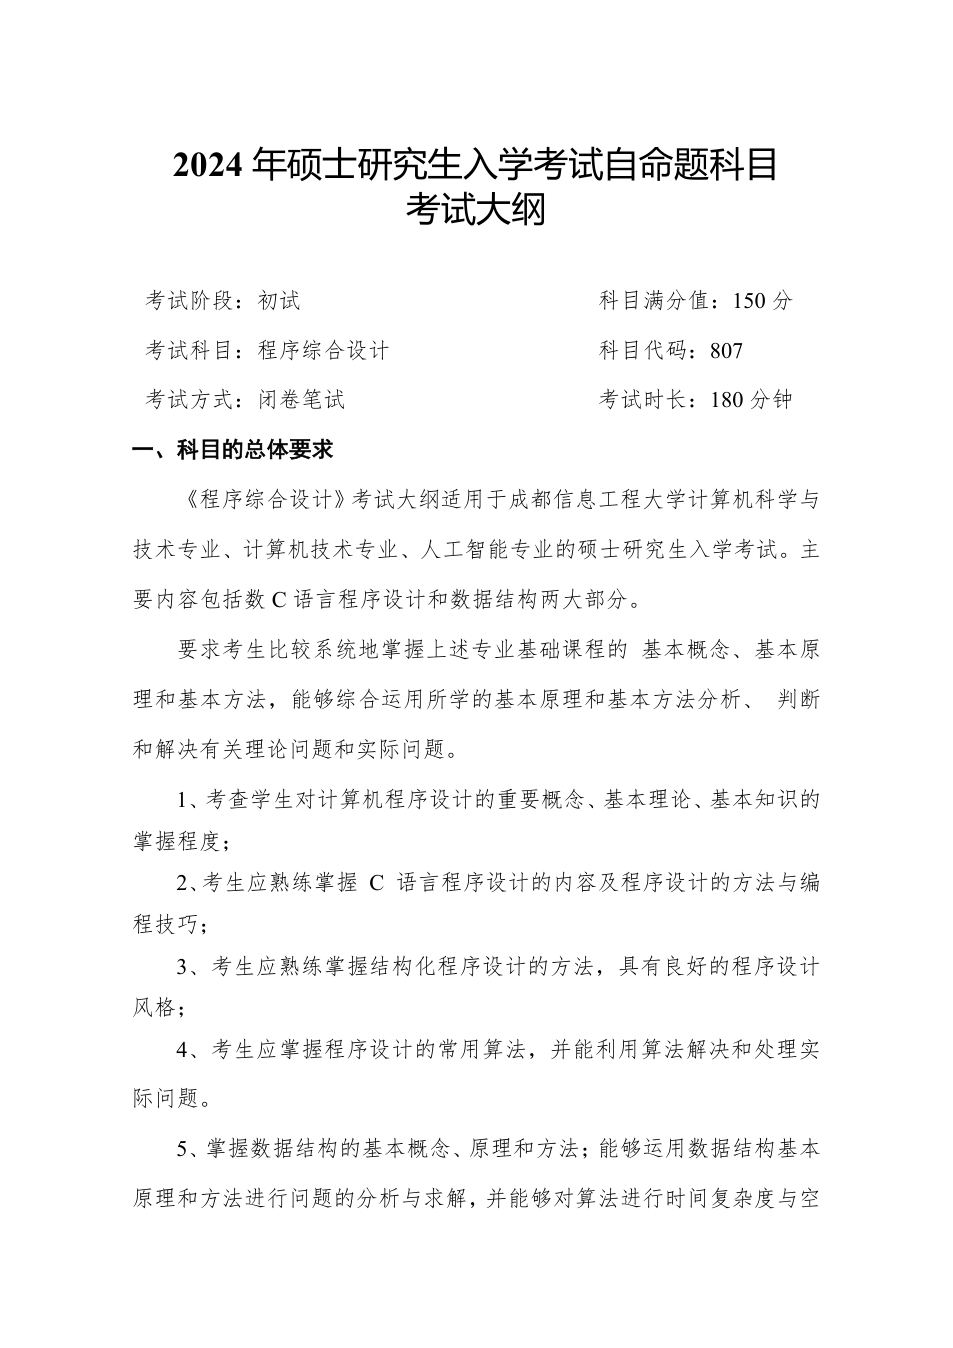 2024 年硕士研究生入学考试自命题科目
考试大纲
考试阶段：初试 科目满分值：150 分
考试科目：程序综合设计 科目代码：807
考试方式：闭卷笔试 考试时长：180 分钟
一、科目的总体要求
《程序综合设计》考试大纲适用于成都信息工程大学计算机科学与
技术专业、计算机技术专业、人工智能专业的硕士研究生入学考试。主
要内容包括数 C 语言程序设计和数据结构两大部分。
要求考生比较系统地掌握上述专业基础课程的 基本概念、基本原
理和基本方法，能够综合运用所学的基本原理和基本方法分析、 判断
和解决有关理论问题和实际问题。
1、考查学生对计算机程序设计的重要概念、基本理论、基本知识的
掌握程度；
2、考生应熟练掌握 C 语言程序设计的内容及程序设计的方法与编
程技巧；
3、考生应熟练掌握结构化程序设计的方法，具有良好的程序设计
风格；
4、考生应掌握程序设计的常用算法，并能利用算法解决和处理实
际问题。
5、掌握数据结构的基本概念、原理和方法；能够运用数据结构基本
原理和方法进行问题的分析与求解，并能够对算法进行时间复杂度与空